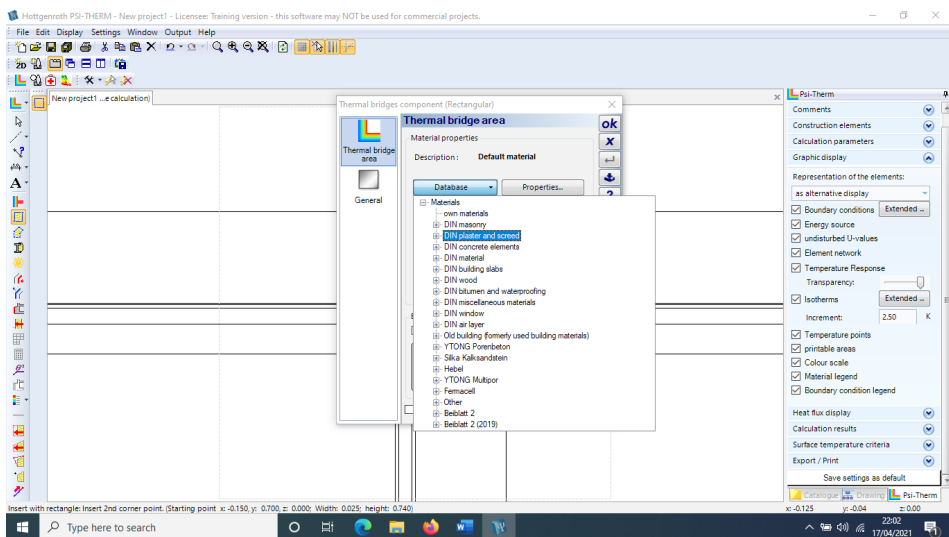 Hottgenroth PSI-THERM - New project1 - Licensee: Training version - this software may NOT be used for commercial projects.
File Edit Display Settings Window Output Help
2D
New project1 ...e calculation)
Thermal bridges component (Rectangular)
Thermal bridge area
ok
Material properties
x
Thermal bridge
area
Description : Default material
Database
Properties...
?
General
Materials
own materials
DIN masonry
DIN plaster and screed
DIN concrete elements
DIN material
DIN building slabs
DIN wood
DIN bitumen and waterproofing
DIN miscellaneous materials
DIN window
DIN air layer
Old building (formerly used building materials)
YTONG Porenbeton
Silka Kalksandstein
Hebel
YTONG Multipor
Fermacell
Other
Beiblatt 2
Beiblatt 2 (2019)
Psi-Therm
Comments
Construction elements
Calculation parameters
Graphic display
Representation of the elements:
as alternative display
Boundary conditions Extended ...
Energy source
undisturbed U-values
Element network
Temperature Response
Transparency:
Isotherms Extended ...
Increment: 2.50 K
Temperature points
printable areas
Colour scale
Material legend
Boundary condition legend
Heat flux display
Calculation results
Surface temperature criteria
Export / Print
Save settings as default
Catalogue Drawing Psi-Therm
Insert with rectangle: Insert 2nd corner point. (Starting point x: -0.150, y: 0.700, z: 0.000; Width: 0.025; height: 0.740)
x: -0.125 y: -0.04 z: 0.00
Type here to search
22:02
17/04/2021